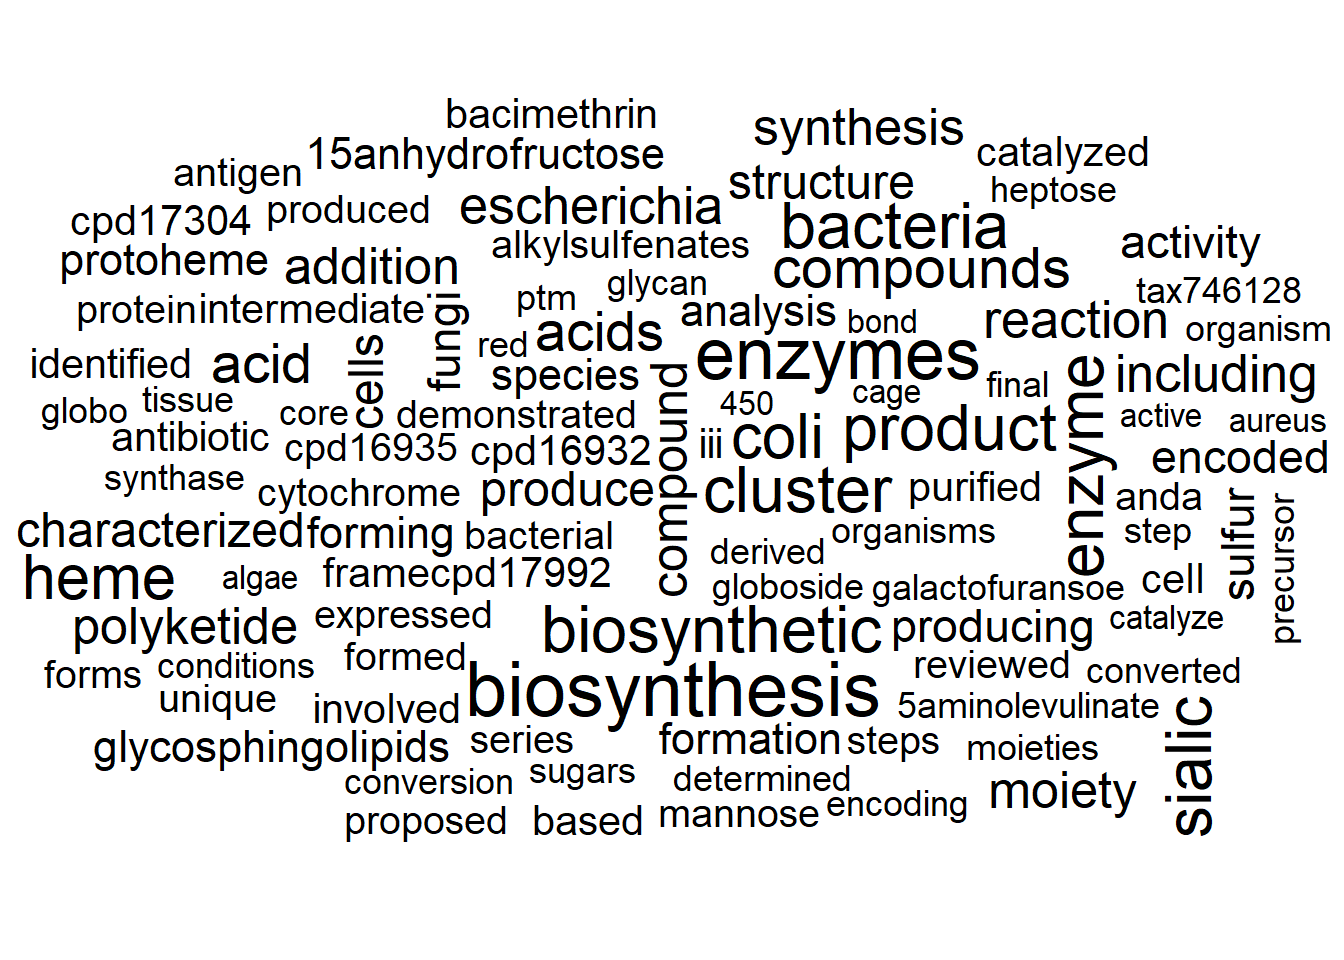 bacimethrin
synthesis
15anhydrofructose
catalyzed
antigen
structure
heptose
cpd17304
produced
escherichia
bacteria
alkylsulfenates
activity
protoheme
addition
compounds
glycan
ptm
tax746128
protein
intermediate
fungi
analysis
bond
reaction
organism
red
acids
enzymes
identified
acid
cells
species
including
final
cage
450
globo
tissue
core
demonstrated
compound
iii
coli
product
enzyme
active
aureus
antibiotic
cpd16935
cpd16932
encoded
synthase
cytochrome
produce
cluster
purified
anda
sulfur
precursor
characterized
forming
bacterial
organisms
step
derived
heme
algae
framecpd17992
globoside
galactofuransoe
cell
polyketide
expressed
biosynthetic
producing
catalyze
forms
conditions
formed
reviewed
converted
unique
involved
biosynthesis
5aminolevulinate
sialic
glycosphingolipids
series
formation
steps
moieties
conversion
sugars
determined
encoding
moiety
proposed
based
mannose